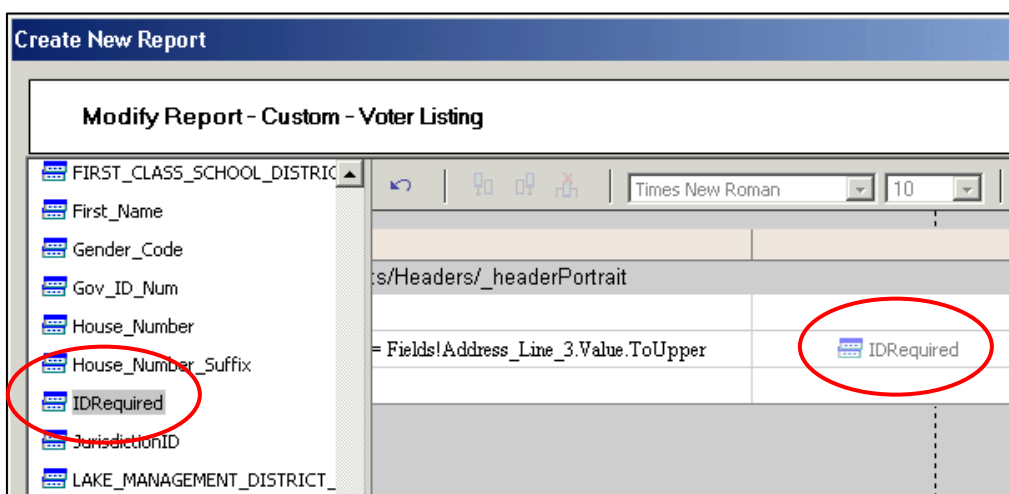 Create New Report
Modify Report - Custom - Voter Listing
FIRST_CLASS_SCHOOL_DISTRIC
First_Name
Gender_Code
Gov_ID_Num
House_Number
House_Number_Suffix
IDRequired
JurisdictionID
LAKE_MANAGEMENT_DISTRICT_
Times New Roman
10
ts/Headers/_headerPortrait
= Fields!Address_Line_3.Value.ToUpper
IDRequired